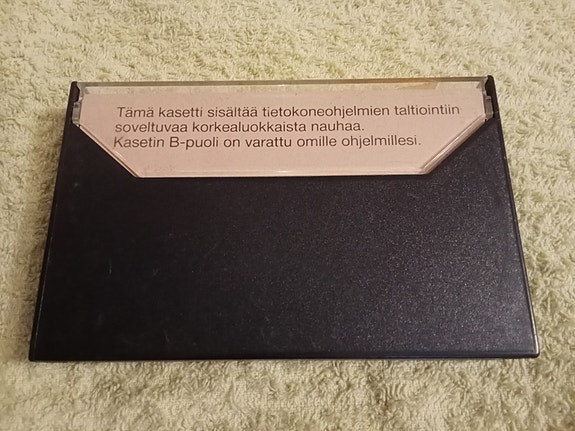 Tämä kasetti sisältää tietokoneohjelmien taltiointiin
soveltuvaa korkealuokkaista nauhaa.
Kasetin B-puoli on varattu omille ohjelmillesi.